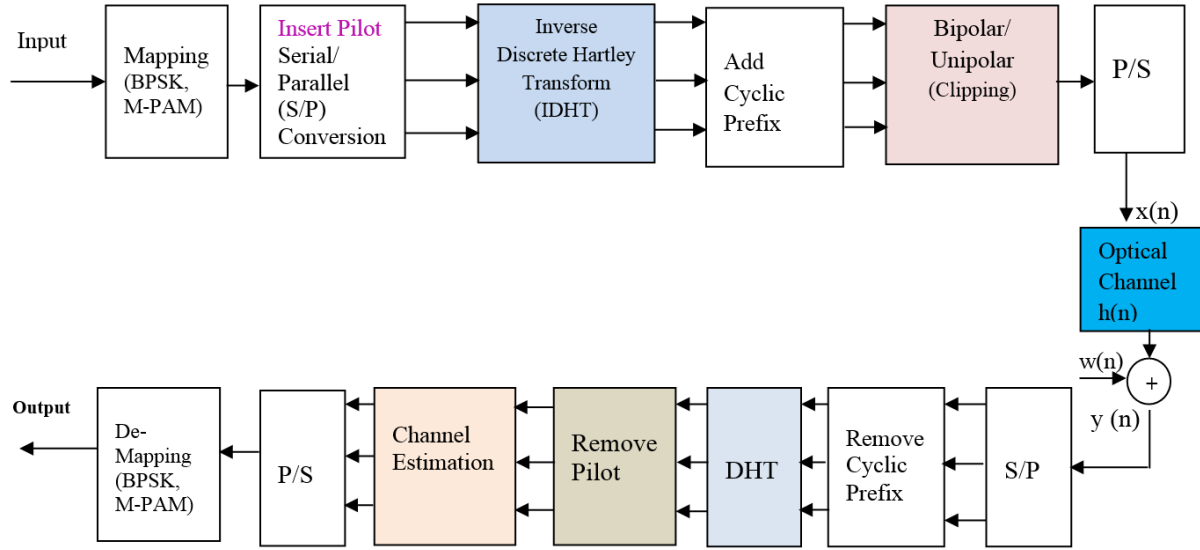 Input
Mapping
(BPSK,
M-PAM)
Insert Pilot
Serial/
Parallel
(S/P)
Conversion
Inverse
Discrete Hartley
Transform
(IDHT)
Add
Cyclic
Prefix
Bipolar/
Unipolar
(Clipping)
P/S
x(n)
Optical
Channel
h(n)
w(n)
+
y (n)
S/P
Remove
Cyclic
Prefix
DHT
Remove
Pilot
Channel
Estimation
P/S
De-
Mapping
(BPSK,
M-PAM)
Output